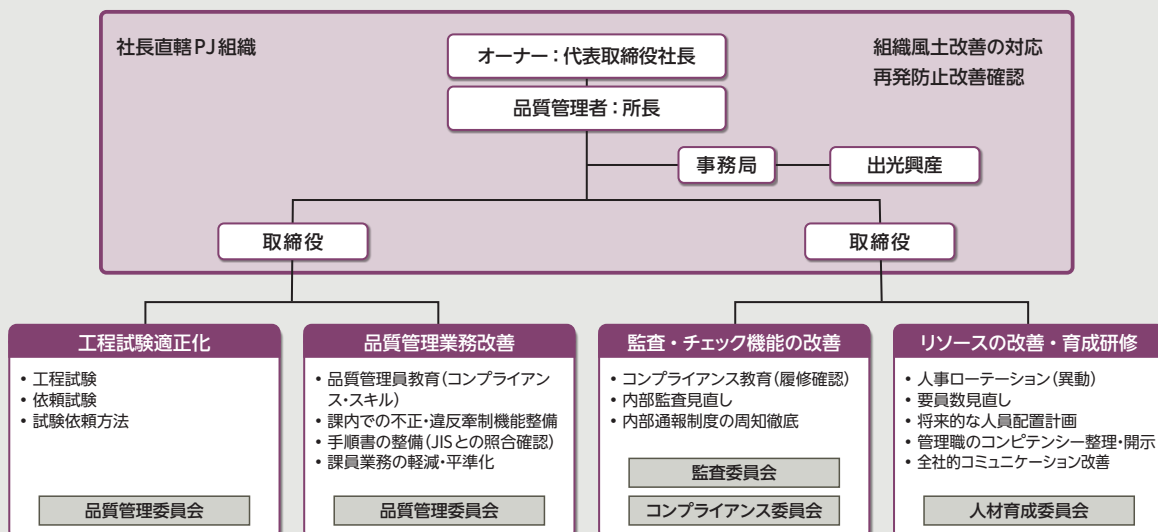 社長直轄PJ組織
オーナー：代表取締役社長
組織風土改善の対応
再発防止改善確認
品質管理者：所長
事務局
出光興産
取締役
取締役
工程試験適正化
• 工程試験
• 依頼試験
• 試験依頼方法
品質管理委員会
品質管理業務改善
• 品質管理員教育（コンプライアン
ス・スキル）
• 課内での不正・違反牽制機能整備
• 手順書の整備（JISとの照合確認）
• 課員業務の軽減・平準化
品質管理委員会
監査・チェック機能の改善
• コンプライアンス教育（履修確認）
• 内部監査見直し
• 内部通報制度の周知徹底
監査委員会
コンプライアンス委員会
リソースの改善・育成研修
• 人事ローテーション（異動）
• 要員数見直し
• 将来的な人員配置計画
• 管理職のコンピテンシー整理・開示
• 全社的コミュニケーション改善
人材育成委員会